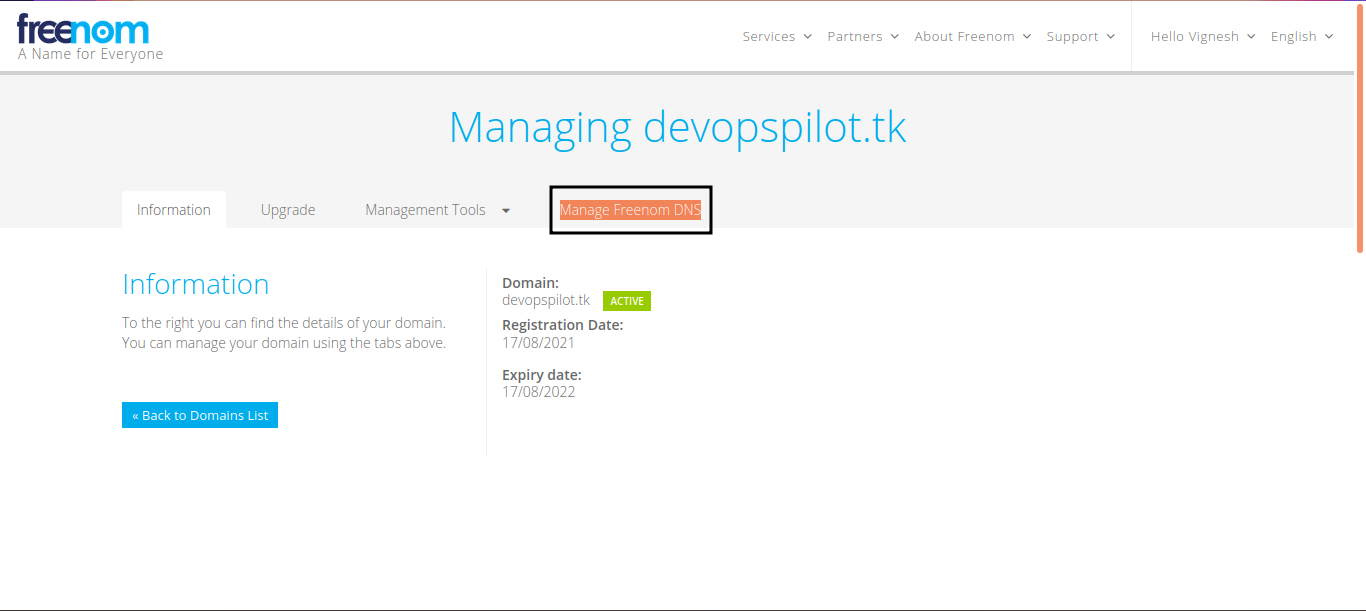 freenom
A Name for Everyone
Services Partners About Freenom Support Hello Vignesh English
Managing devopspilot.tk
Information Upgrade Management Tools Manage Freenom DNS
Information
To the right you can find the details of your domain.
You can manage your domain using the tabs above.
« Back to Domains List
Domain:
devopspilot.tk ACTIVE
Registration Date:
17/08/2021
Expiry date:
17/08/2022